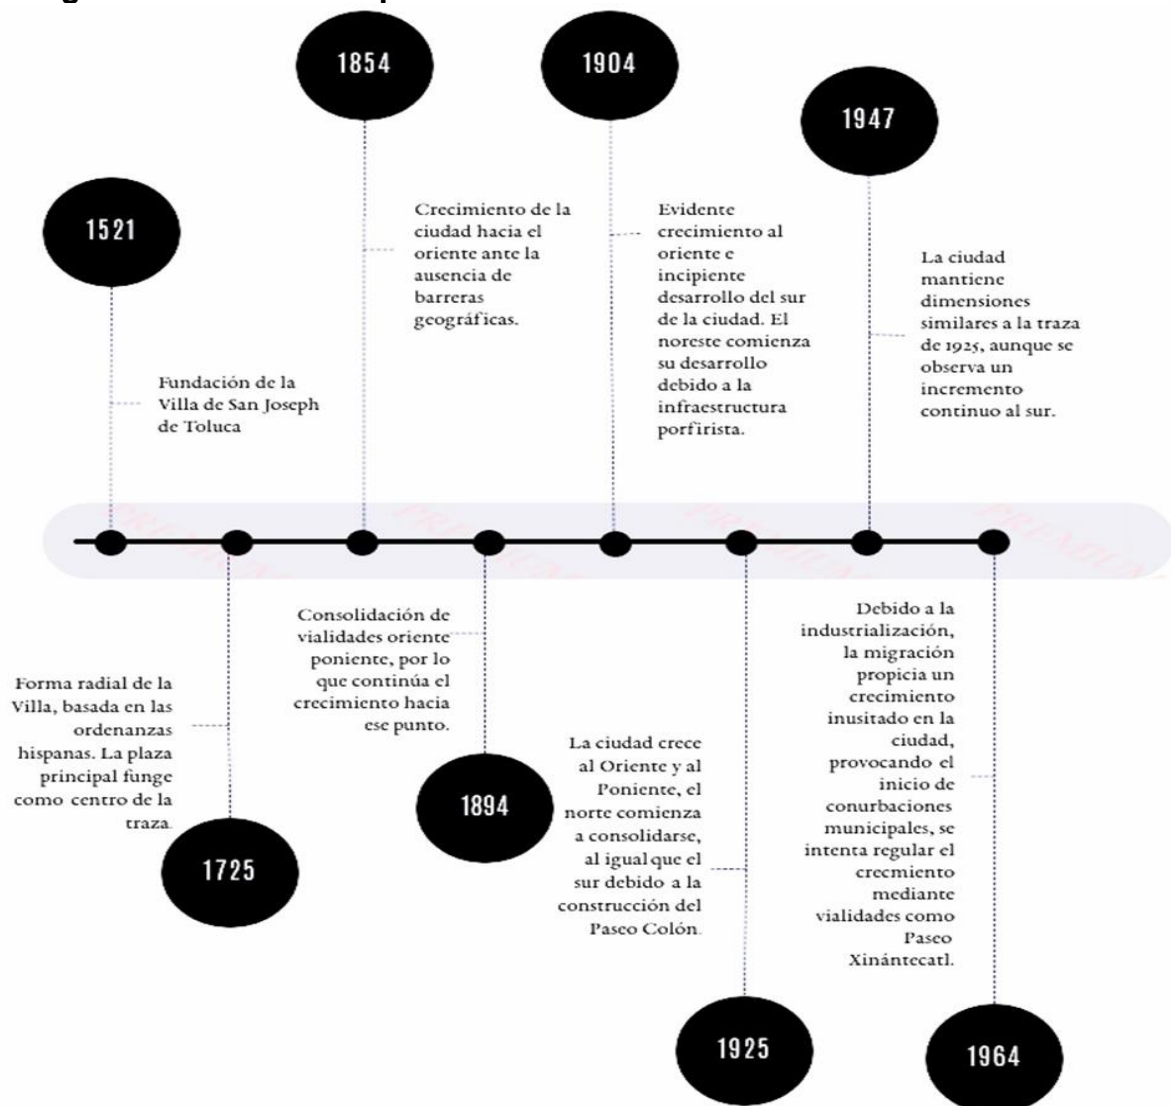 1854
1904
1947
1521
Crecimiento de la
ciudad hacia el
oriente ante la
ausencia de
barreras
geográficas.
Evidente
crecimiento al
oriente e
incipiente
desarrollo del sur
de la ciudad. El
noreste comienza
su desarrollo
debido a la
infraestructura
porfirista.
La ciudad
mantiene
dimensiones
similares a la traza
de 1925, aunque se
observa un
incremento
continuo al sur.
Fundación de la
Villa de San Joseph
de Toluca
PREMIUM
PREMIUM
PREMIUM
PREMIUM
Forma radial de la
Villa, basada en las
ordenanzas
hispanas. La plaza
principal funge
como centro de la
traza.
1725
Consolidación de
vialidades oriente
poniente, por lo
que continúa el
crecimiento hacia
ese punto.
1894
La ciudad crece
al Oriente y al
Poniente, el
norte comienza
a consolidarse,
al igual que el
sur debido a la
construcción del
Paseo Colón.
1925
Debido a la
industrialización,
la migración
propicia un
crecimiento
inusitado en la
ciudad,
provocando el
inicio de
conurbaciones
municipales, se
intenta regular el
crecmiento
mediante
vialidades como
Paseo
Xinántecatl.
1964